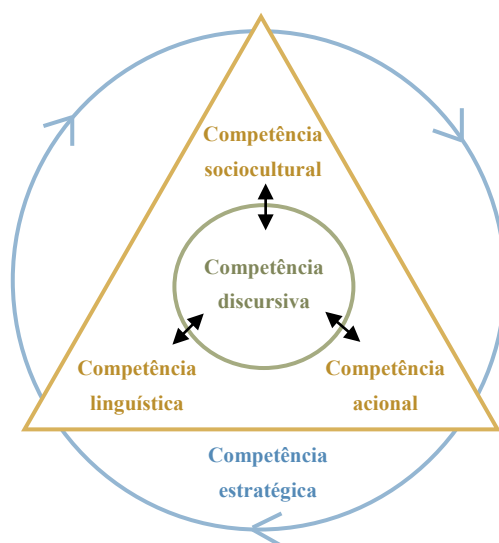 Competência
sociocultural
Competência
discursiva
Competência
linguística
Competência
acional
Competência
estratégica